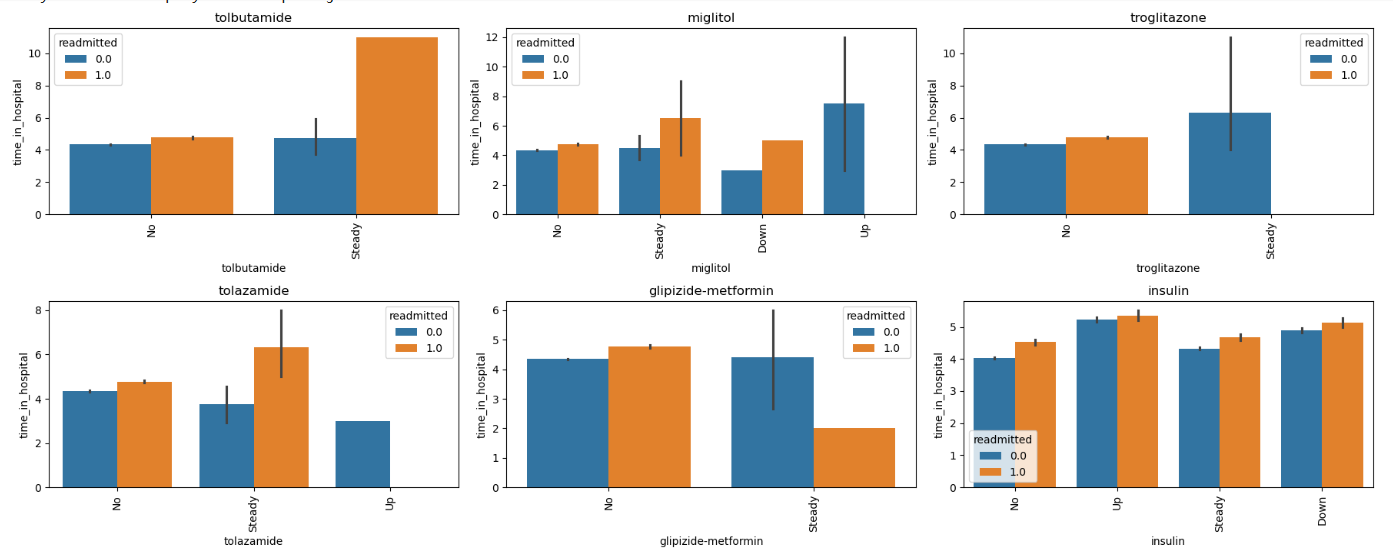 tolbutamide
readmitted
0.0
1.0
time_in_hospital
10
8
6
4
2
0
No
Steady
tolbutamide
miglitol
readmitted
0.0
1.0
time_in_hospital
12
10
8
6
4
2
0
No
Steady
Down
Up
miglitol
troglitazone
readmitted
0.0
1.0
time_in_hospital
10
8
6
4
2
0
No
Steady
troglitazone
tolazamide
readmitted
0.0
1.0
time_in_hospital
8
6
4
2
0
No
Steady
Up
tolazamide
glipizide-metformin
readmitted
0.0
1.0
time_in_hospital
6
5
4
3
2
1
0
No
Steady
glipizide-metformin
insulin
readmitted
0.0
1.0
time_in_hospital
5
4
3
2
1
0
No
Up
Steady
Down
insulin